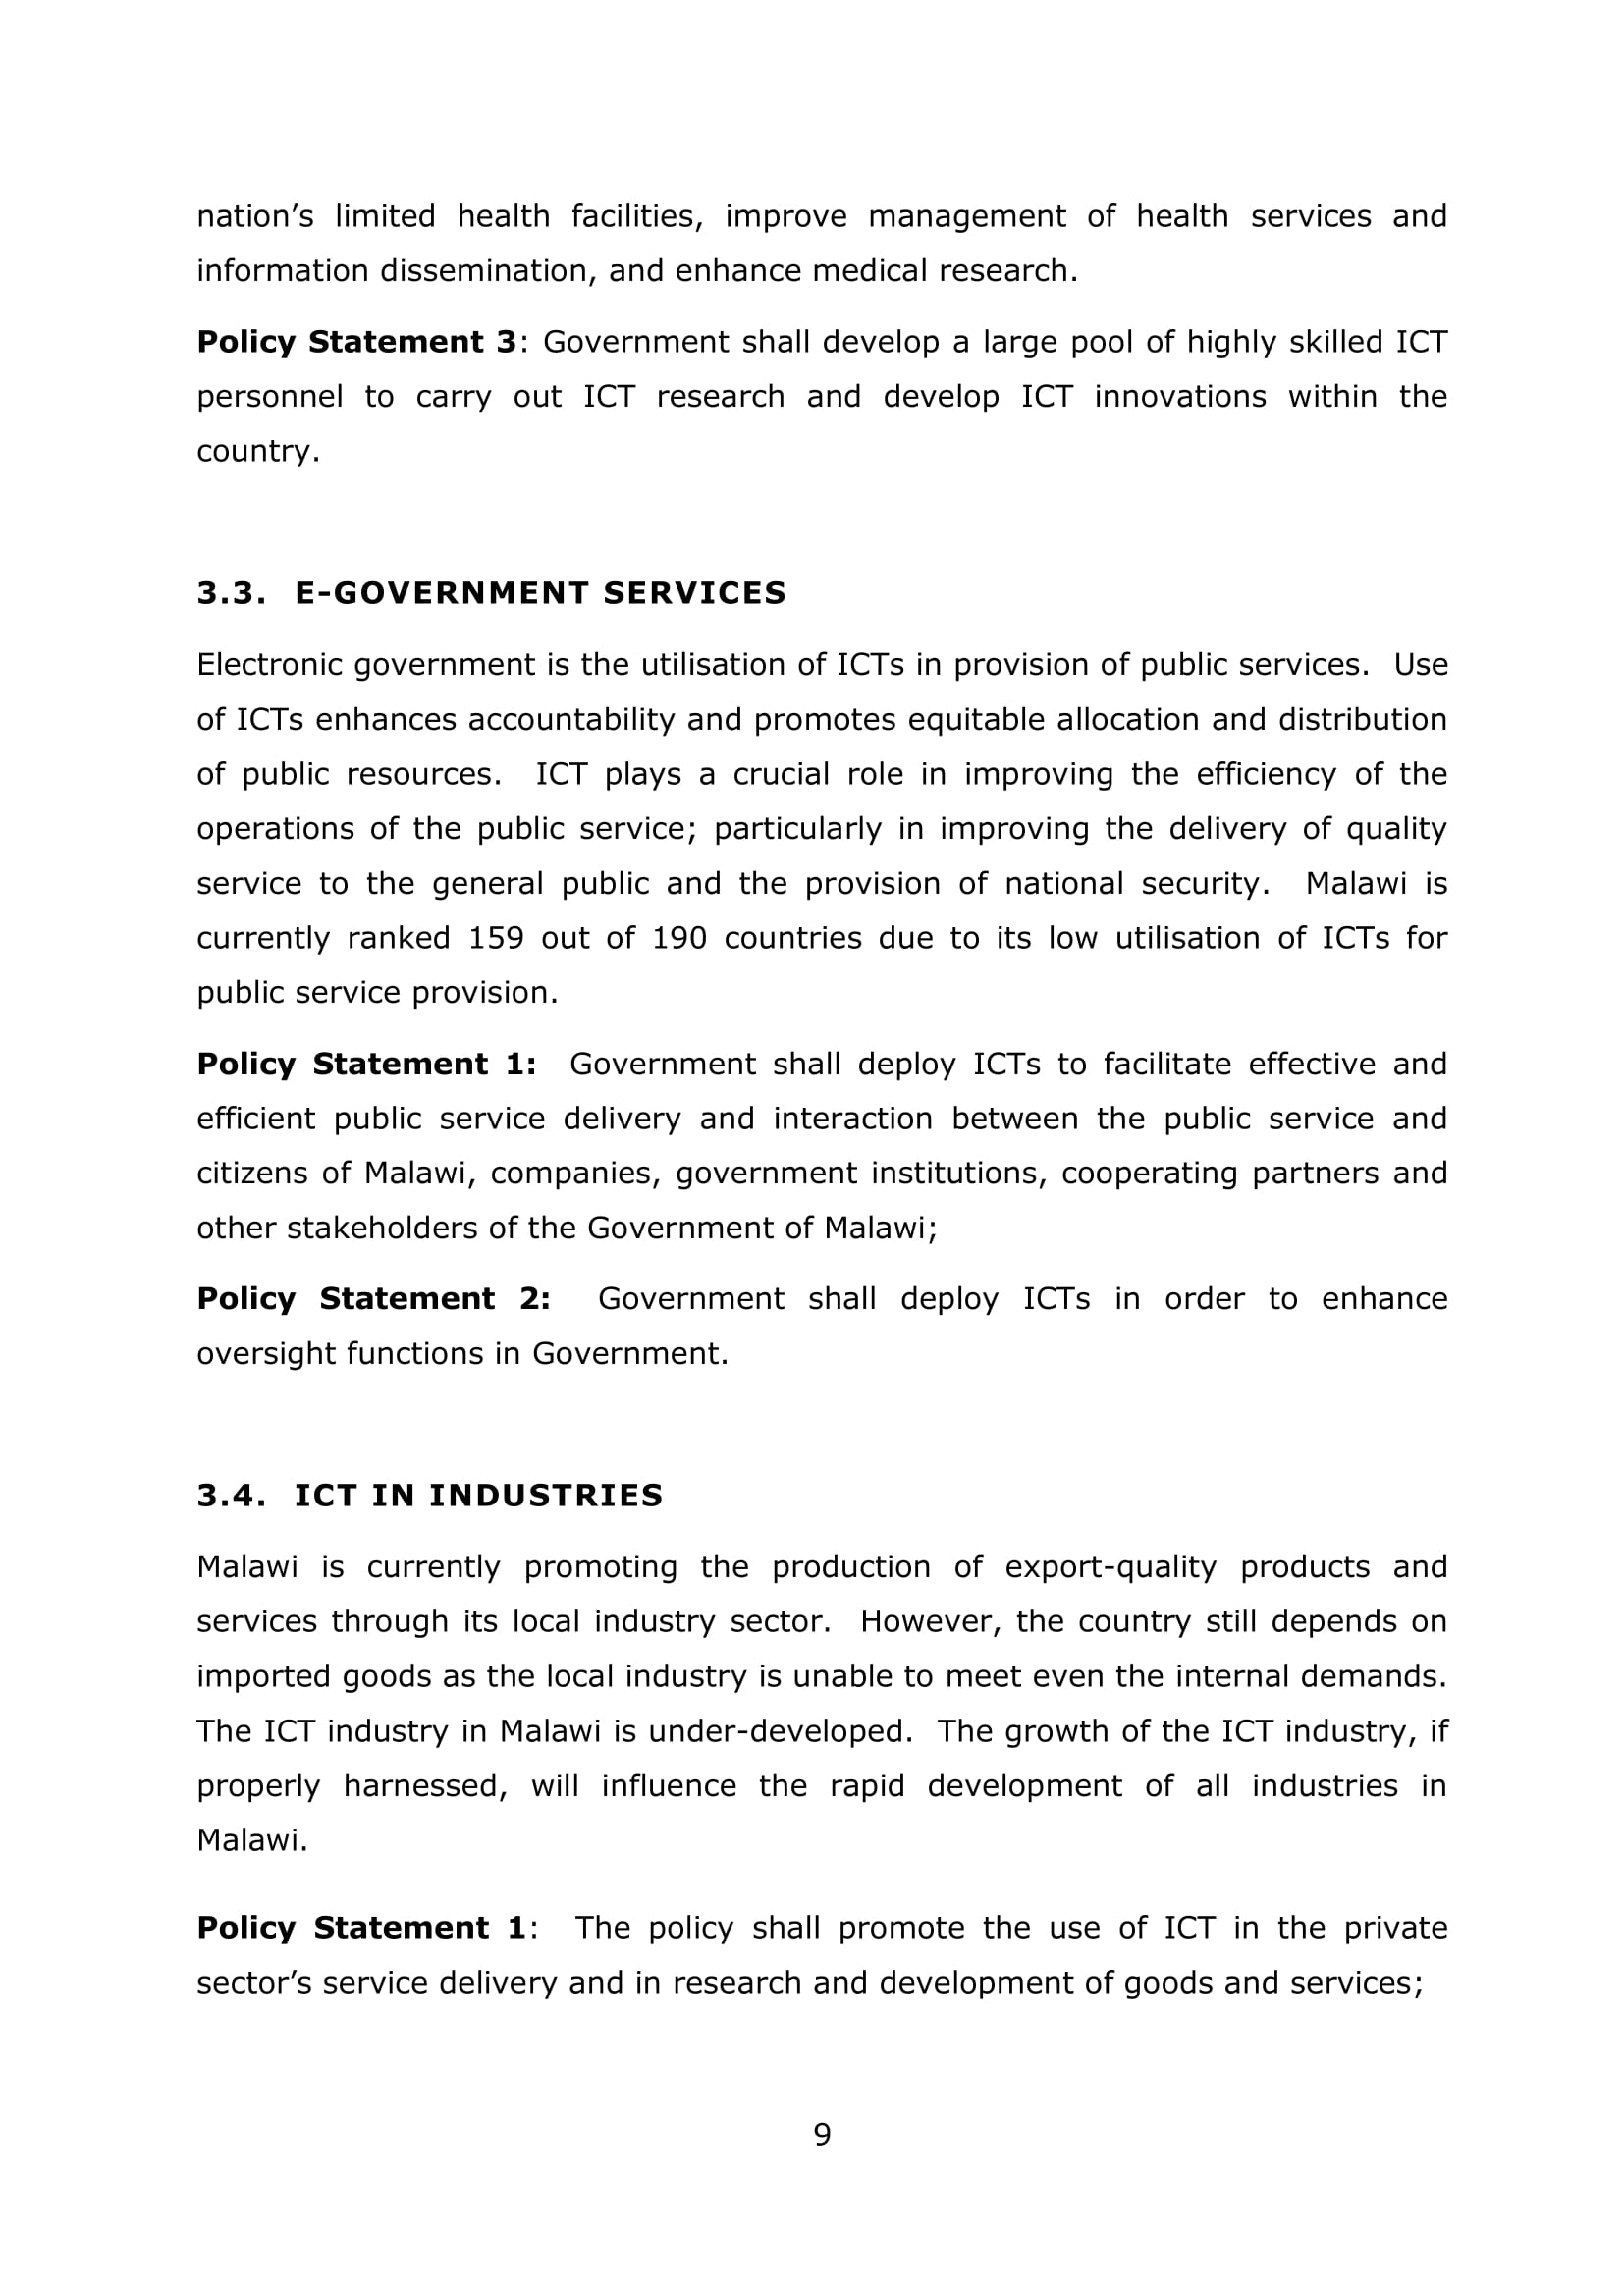 nation’s limited health facilities, improve management of health services and
information dissemination, and enhance medical research.
Policy Statement 3: Government shall develop a large pool of highly skilled ICT
personnel to carry out ICT research and develop ICT innovations within the
country.
3.3. E-GOVERNMENT SERVICES
Electronic government is the utilisation of ICTs in provision of public services. Use
of ICTs enhances accountability and promotes equitable allocation and distribution
of public resources. ICT plays a crucial role in improving the efficiency of the
operations of the public service; particularly in improving the delivery of quality
service to the general public and the provision of national security. Malawi is
currently ranked 159 out of 190 countries due to its low utilisation of ICTs for
public service provision.
Policy Statement 1: Government shall deploy ICTs to facilitate effective and
efficient public service delivery and interaction between the public service and
citizens of Malawi, companies, government institutions, cooperating partners and
other stakeholders of the Government of Malawi;
Policy Statement 2: Government shall deploy ICTs in order to enhance
oversight functions in Government.
3.4. ICT IN INDUSTRIES
Malawi is currently promoting the production of export-quality products and
services through its local industry sector. However, the country still depends on
imported goods as the local industry is unable to meet even the internal demands.
The ICT industry in Malawi is under-developed. The growth of the ICT industry, if
properly harnessed, will influence the rapid development of all industries in
Malawi.
Policy Statement 1: The policy shall promote the use of ICT in the private
sector’s service delivery and in research and development of goods and services;
9